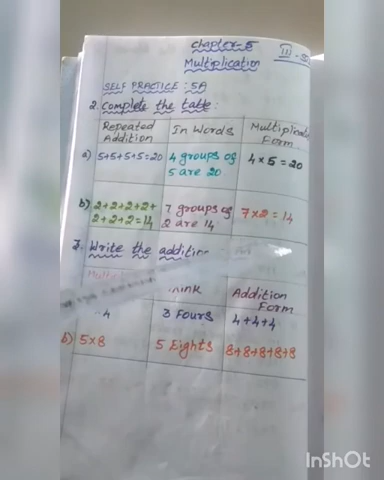 Chapter-5
III
Multiplication
SELF PRACTICE : 5A
2. Complete the table :
Repeated Addition
In Words
Form
a) 5+5+5+5=20
4 groups of 5 are 20
4 × 5 = 20
b) 2+2+2+2+ 2+2+2=14
7 groups of 2 are 14
7×2 = 14
3. Write the addition
Addition Form
4
3 Fours
4+4+4
b) 5×8
5 Eights
8+8+8+8+8
InShOt